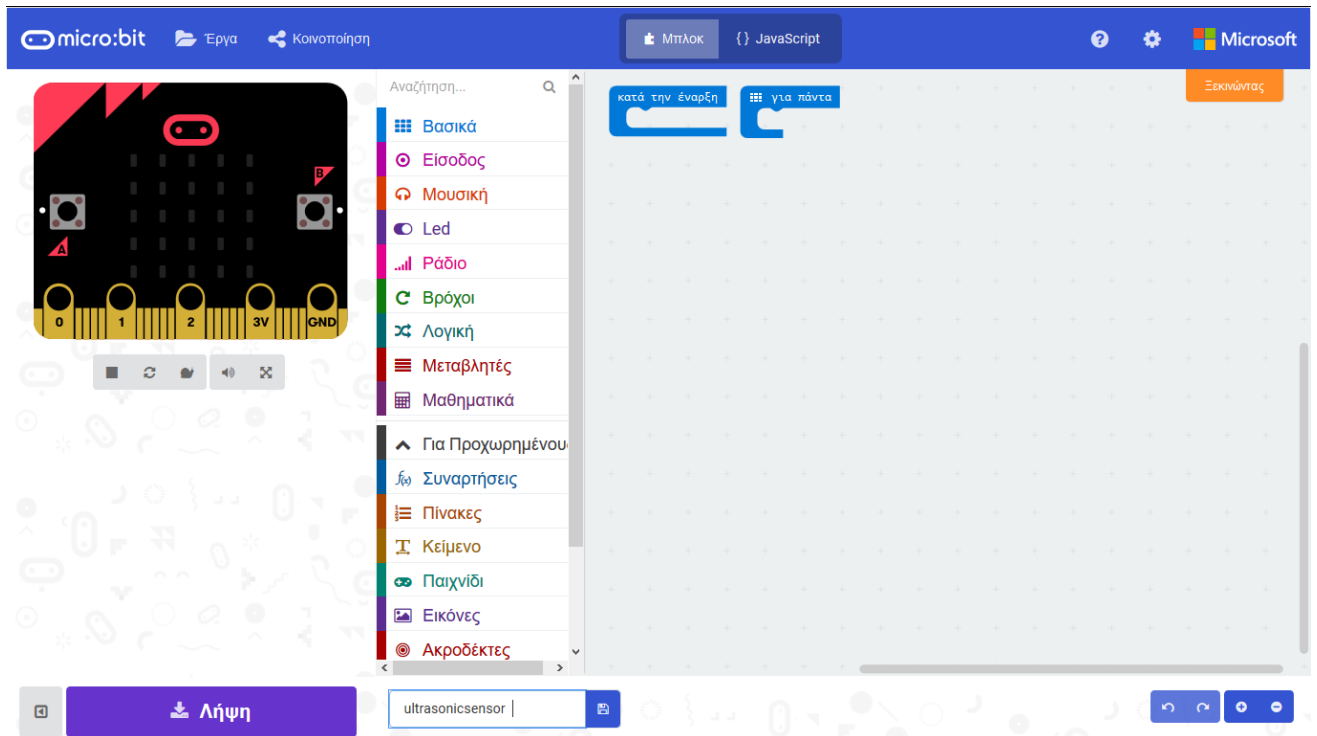 micro:bit Έργα Κοινοποίηση Μπλοκ {} JavaScript ? Microsoft
Αναζήτηση...
Βασικά
Είσοδος
Μουσική
Led
Ράδιο
Βρόχοι
Λογική
Μεταβλητές
Μαθηματικά
Για Προχωρημένου
f(x) Συναρτήσεις
Πίνακες
Κείμενο
Παιχνίδι
Εικόνες
Ακροδέκτες
κατά την έναρξη
για πάντα
Ξεκινώντας
B
A
0 1 2 3V GND
Λήψη
ultrasonicsensor